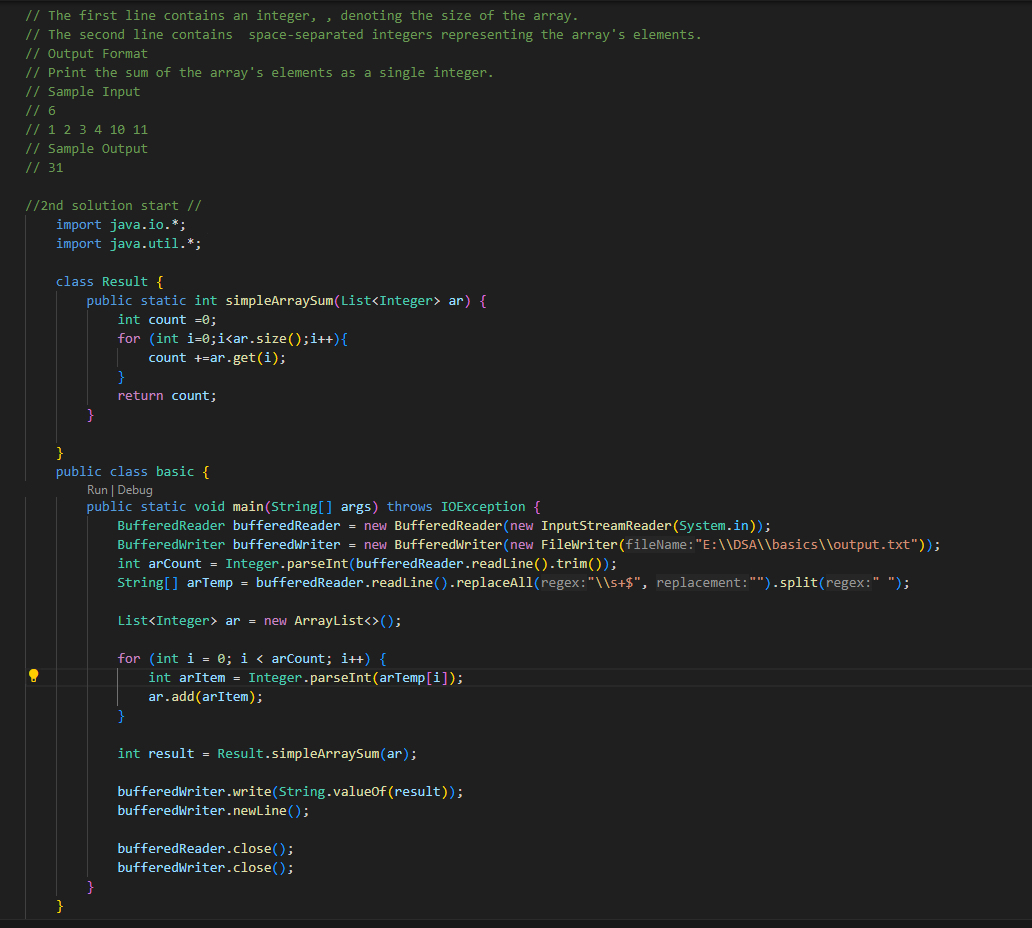 // The first line contains an integer, , denoting the size of the array.
// The second line contains  space-separated integers representing the array's elements.
// Output Format
// Print the sum of the array's elements as a single integer.
// Sample Input
// 6
// 1 2 3 4 10 11
// Sample Output
// 31

//2nd solution start //
    import java.io.*;
    import java.util.*;

    class Result {
        public static int simpleArraySum(List<Integer> ar) {
            int count =0;
            for (int i=0;i<ar.size();i++){
                count +=ar.get(i);
            }
            return count;
        }

    }
    public class basic {
        Run | Debug
        public static void main(String[] args) throws IOException {
            BufferedReader bufferedReader = new BufferedReader(new InputStreamReader(System.in));
            BufferedWriter bufferedWriter = new BufferedWriter(new FileWriter(fileName:"E:\\DSA\\basics\\output.txt"));
            int arCount = Integer.parseInt(bufferedReader.readLine().trim());
            String[] arTemp = bufferedReader.readLine().replaceAll(regex:"\\s+$", replacement:"").split(regex:" ");

            List<Integer> ar = new ArrayList<>();

            for (int i = 0; i < arCount; i++) {
                int arItem = Integer.parseInt(arTemp[i]);
                ar.add(arItem);
            }

            int result = Result.simpleArraySum(ar);

            bufferedWriter.write(String.valueOf(result));
            bufferedWriter.newLine();

            bufferedReader.close();
            bufferedWriter.close();
        }
    }